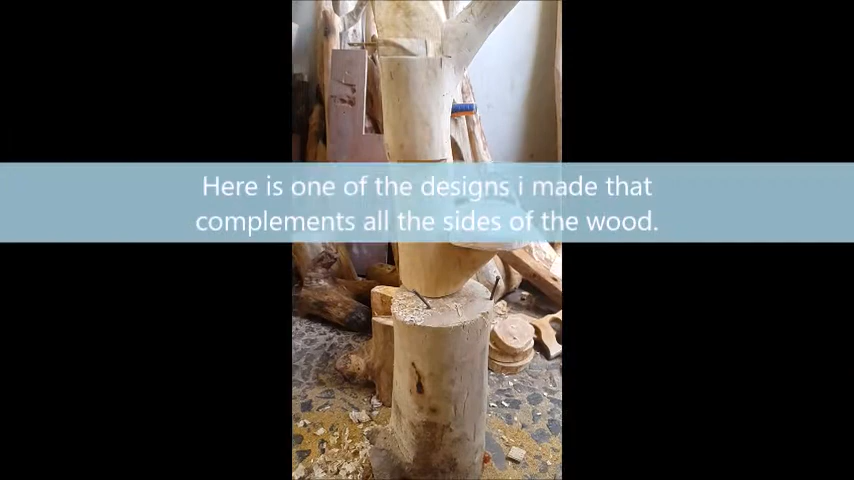 Here is one of the designs i made that
complements all the sides of the wood.